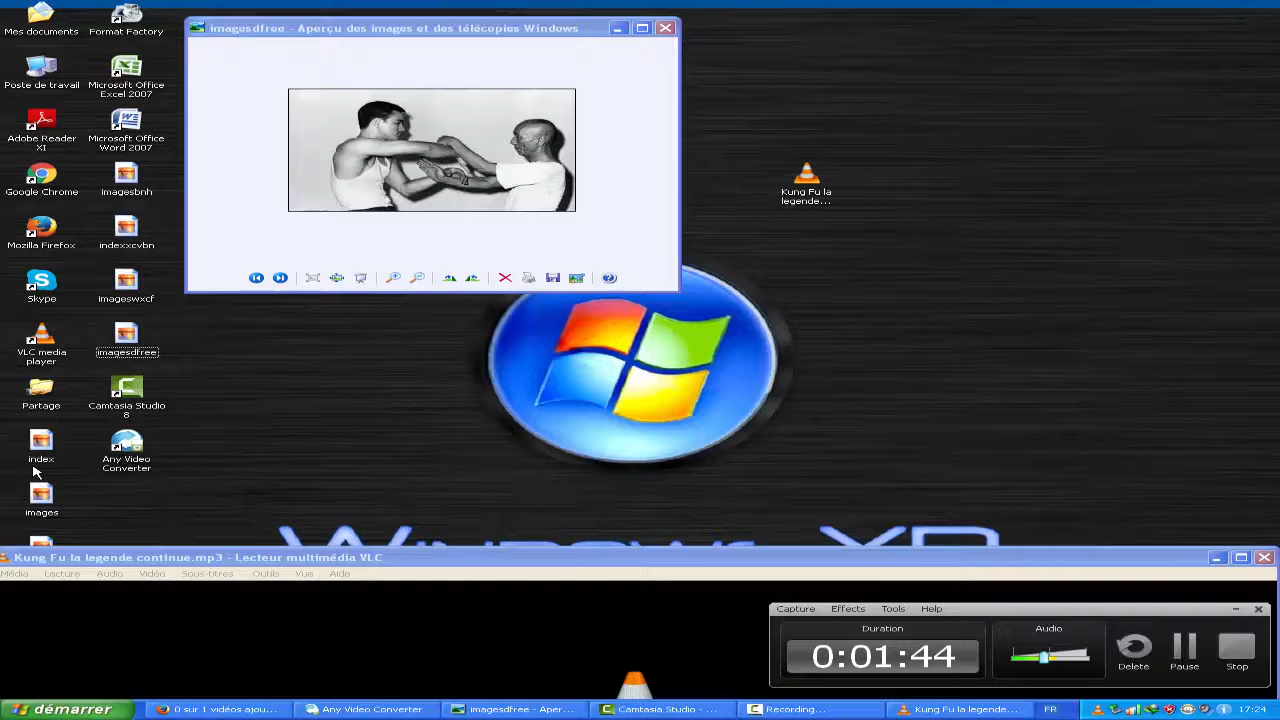 Mes documents
Format Factory
Poste de travail
Microsoft Office
Excel 2007
Adobe Reader
XI
Microsoft Office
Word 2007
Google Chrome
imagesbnh
Mozilla Firefox
indexxcvbn
Skype
imageswxcf
VLC media
player
imagesdfree
Partage
Camtasia Studio
8
index
Any Video
Converter
images
imagesdfree - Aperçu des images et des télécopies Windows
Kung Fu la
legende...
Windows XP
Kung Fu la legende continue.mp3 - Lecteur multimédia VLC
Média Lecture Audio Vidéo Sous-titres Outils Vue Aide
Capture Effects Tools Help
Duration
Audio
0:01:44
Delete
Pause
Stop
démarrer
0 sur 1 vidéos ajou...
Any Video Converter
imagesdfree - Aper...
Camtasia Studio - ...
Recording...
Kung Fu la legende...
FR
17:24